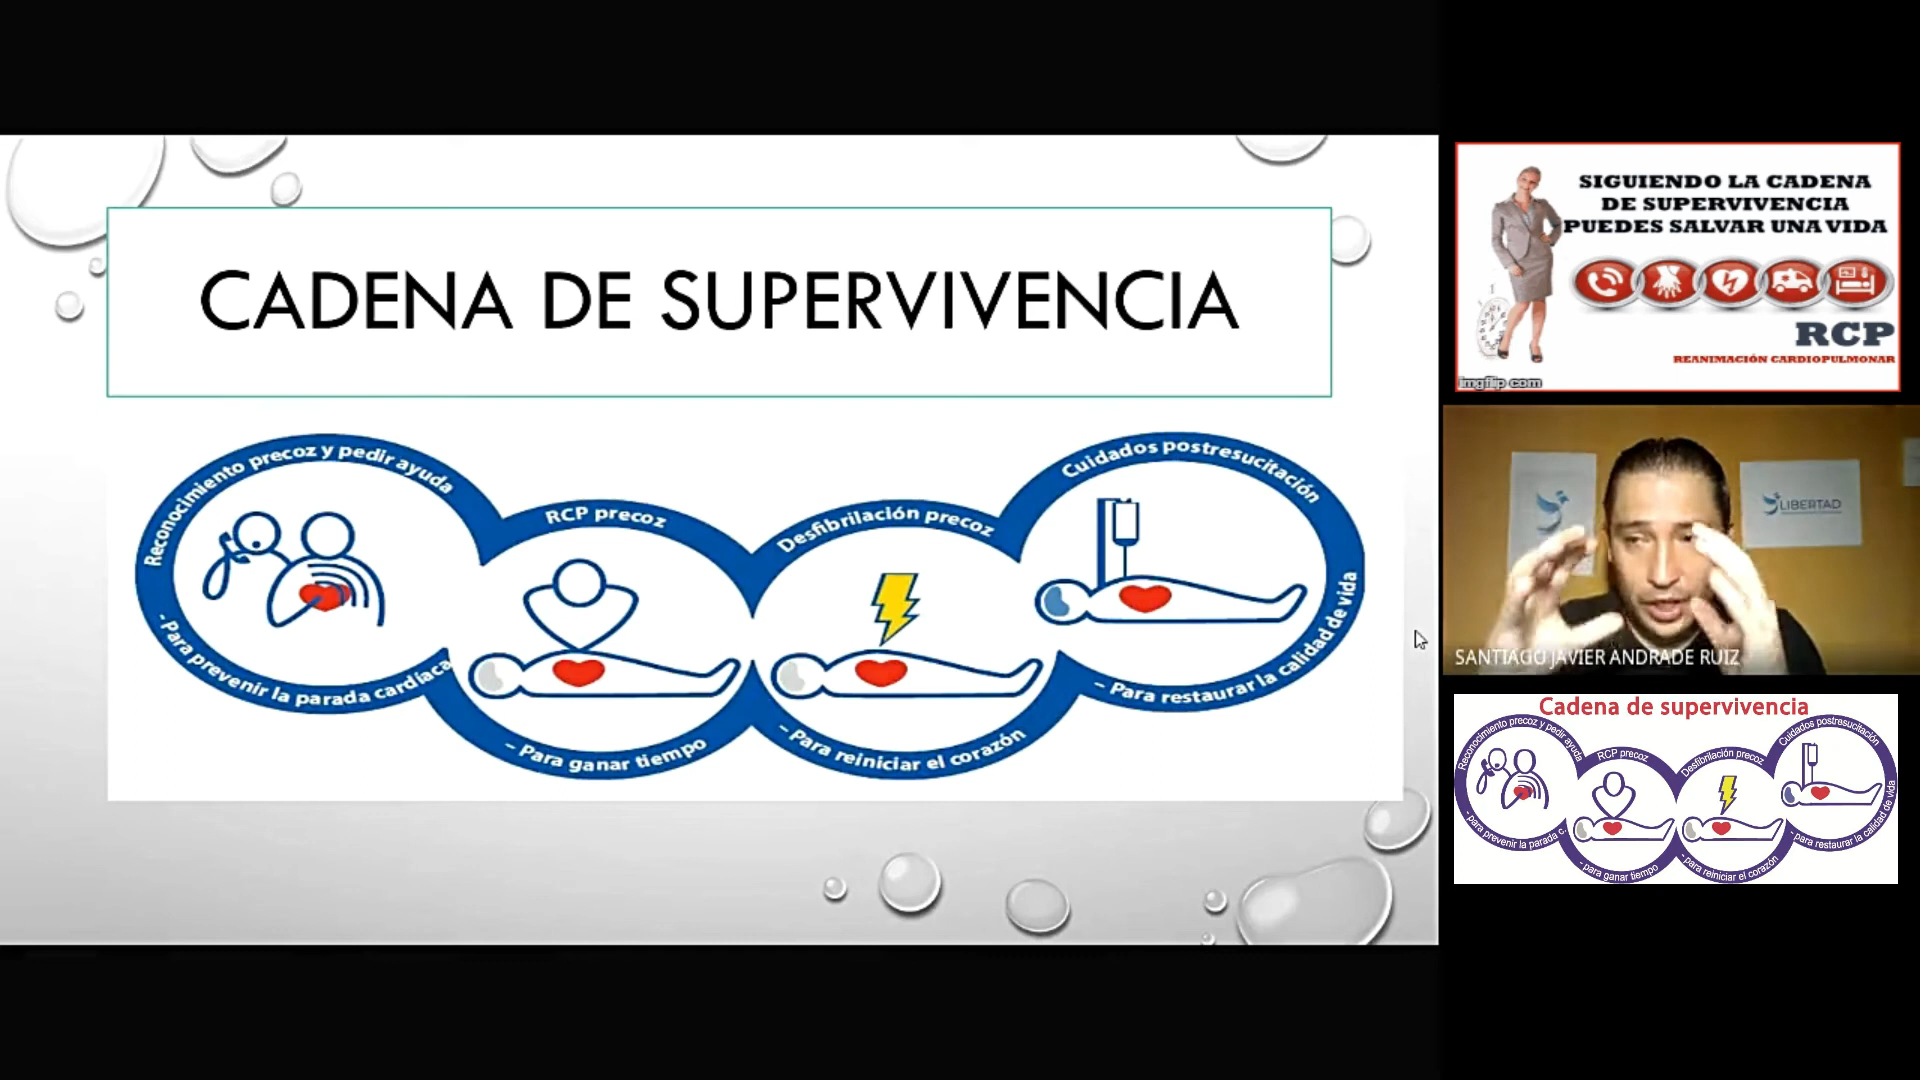 CADENA DE SUPERVIVENCIA
Reconocimiento precoz y pedir ayuda
- Para prevenir la parada cardíaca
RCP precoz
- Para ganar tiempo
Desfibrilación precoz
- Para reiniciar el corazón
Cuidados postresucitación
- Para restaurar la calidad de vida
SIGUIENDO LA CADENA
DE SUPERVIVENCIA
PUEDES SALVAR UNA VIDA
RCP
REANIMACIÓN CARDIOPULMONAR
imgflip.com
LIBERTAD
SANTIAGO JAVIER ANDRADE RUIZ
Cadena de supervivencia
Reconocimiento precoz y pedir ayuda
- para prevenir la parada c.
RCP precoz
- para ganar tiempo
Desfibrilación precoz
- para reiniciar el corazón
Cuidados postresucitación
- para restaurar la calidad de vida